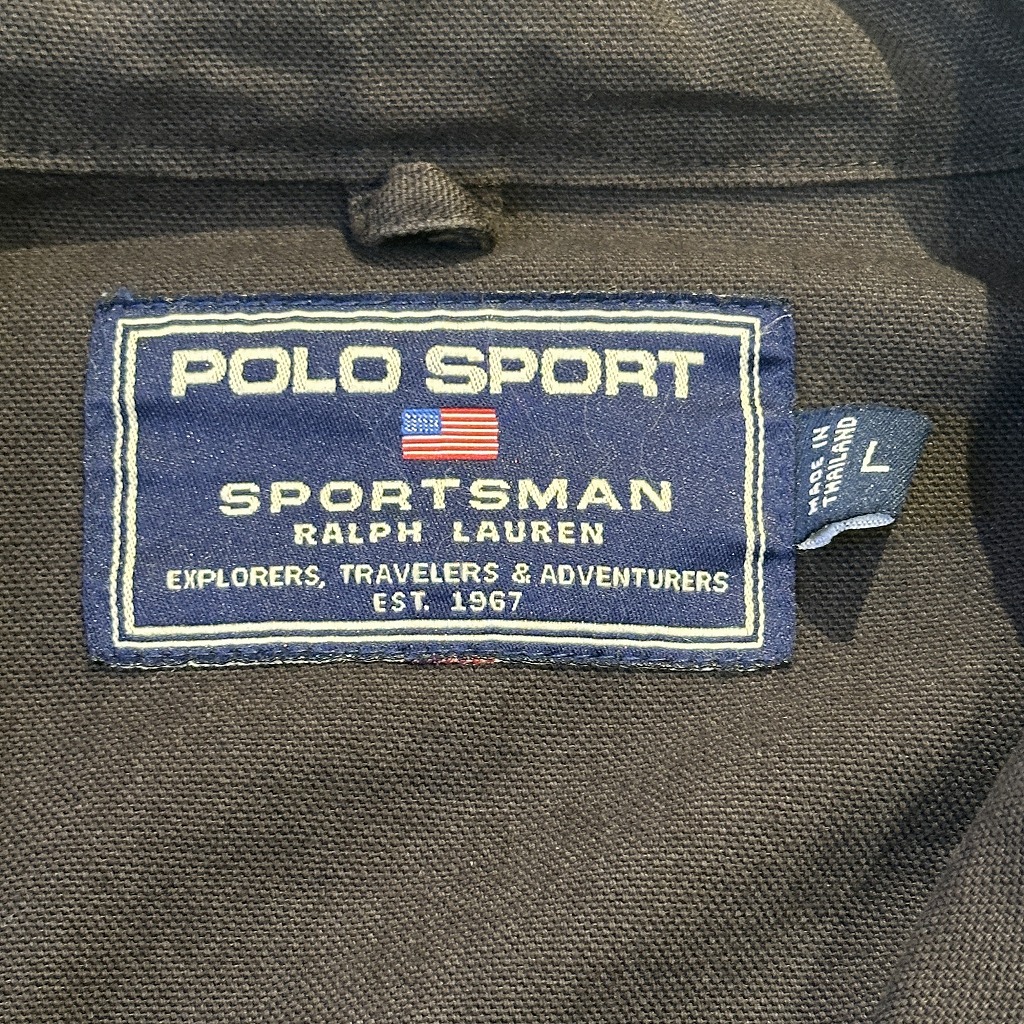 POLO SPORT
SPORTSMAN
RALPH LAUREN
EXPLORERS, TRAVELERS & ADVENTURERS
EST. 1967
MADE IN
THAILAND
L